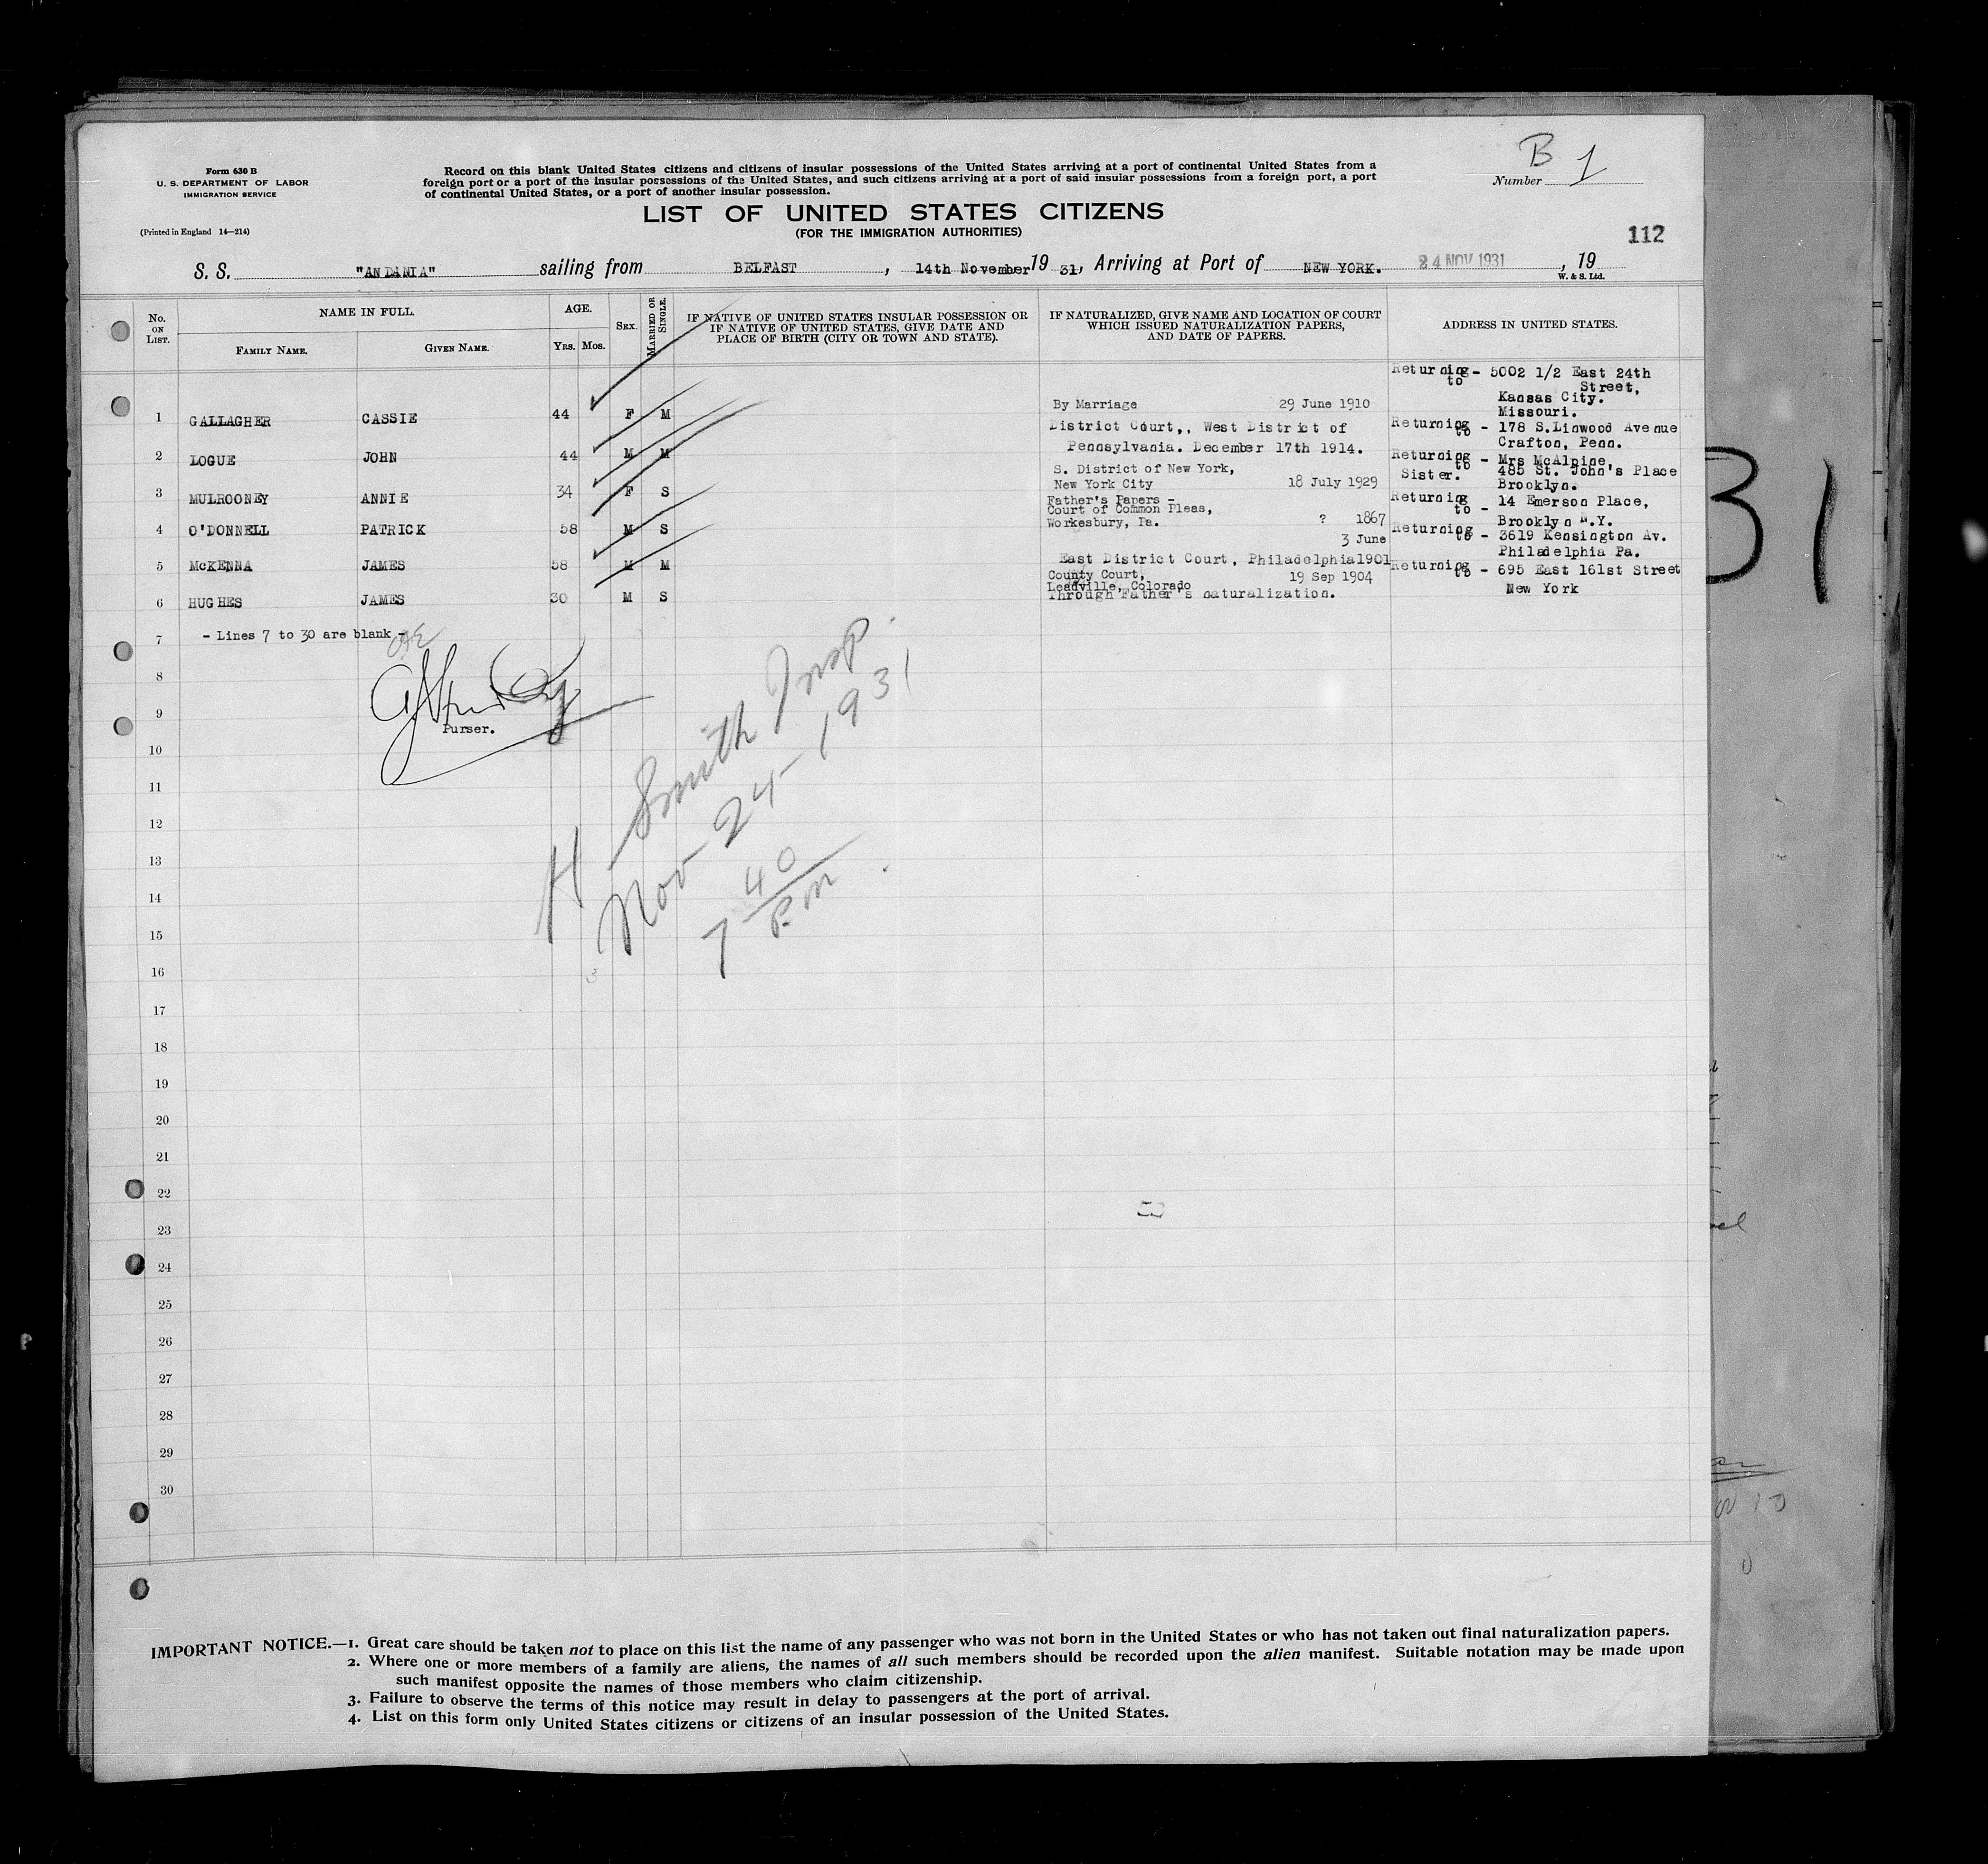 Form 630 B
U. S. DEPARTMENT OF LABOR
IMMIGRATION SERVICE
(Printed in England 14—214)
Record on this blank United States citizens and citizens of insular possessions of the United States arriving at a port of continental United States from a
foreign port or a port of the insular possessions of the United States, and such citizens arriving at a port of said insular possessions from a foreign port, a port
of continental United States, or a port of another insular possession.
B
Number 1
LIST OF UNITED STATES CITIZENS
(FOR THE IMMIGRATION AUTHORITIES)
112
S. S. "ANDANIA" sailing from BELFAST, 14th November 19 31, Arriving at Port of NEW YORK. 24 NOV 1931, 19
W. & S. Ltd.
No. ON LIST.
NAME IN FULL.
FAMILY NAME.
GIVEN NAME.
AGE.
YRS. MOS.
SEX.
MARRIED OR SINGLE.
IF NATIVE OF UNITED STATES INSULAR POSSESSION OR
IF NATIVE OF UNITED STATES, GIVE DATE AND
PLACE OF BIRTH (CITY OR TOWN AND STATE).
IF NATURALIZED, GIVE NAME AND LOCATION OF COURT
WHICH ISSUED NATURALIZATION PAPERS,
AND DATE OF PAPERS.
ADDRESS IN UNITED STATES.
1 GALLAGHER CASSIE 44 F M By Marriage 29 June 1910
Returning to - 5002 1/2 East 24th
Street,
Kansas City.
Missouri.
2 LOGUE JOHN 44 M M District Court,, West District of
Pennsylvania. December 17th 1914.
Returning to - 178 S.Linwood Avenue
Crafton, Penn.
3 MULROONEY ANNIE 34 F S S. District of New York,
New York City 18 July 1929
Returning to - Mrs McAlpine,
Sister. 485 St. John's Place
Brooklyn.
4 O'DONNELL PATRICK 58 M S Father's Papers -
Court of Common Pleas,
Workesbury, Pa. ? 1867
Returning to - 14 Emerson Place,
Brooklyn N.Y.
5 McKENNA JAMES 58 M M 3 June
East District Court, Philadelphia1901
Returning to - 3619 Kensington Av.
Philadelphia Pa.
6 HUGHES JAMES 30 M S County Court, 19 Sep 1904
Leadville, Colorado
Through Father's naturalization.
Returning to - 695 East 161st Street
New York
7 - Lines 7 to 30 are blank -
8
9
Purser.
10
11
12
13
14
15
16
17
18
19
20
21
22
23
24
25
26
27
28
29
30
H Smith Insp.
Nov-24-1931
7 40 P.M.
31
IMPORTANT NOTICE.—1. Great care should be taken not to place on this list the name of any passenger who was not born in the United States or who has not taken out final naturalization papers.
2. Where one or more members of a family are aliens, the names of all such members should be recorded upon the alien manifest. Suitable notation may be made upon
such manifest opposite the names of those members who claim citizenship.
3. Failure to observe the terms of this notice may result in delay to passengers at the port of arrival.
4. List on this form only United States citizens or citizens of an insular possession of the United States.